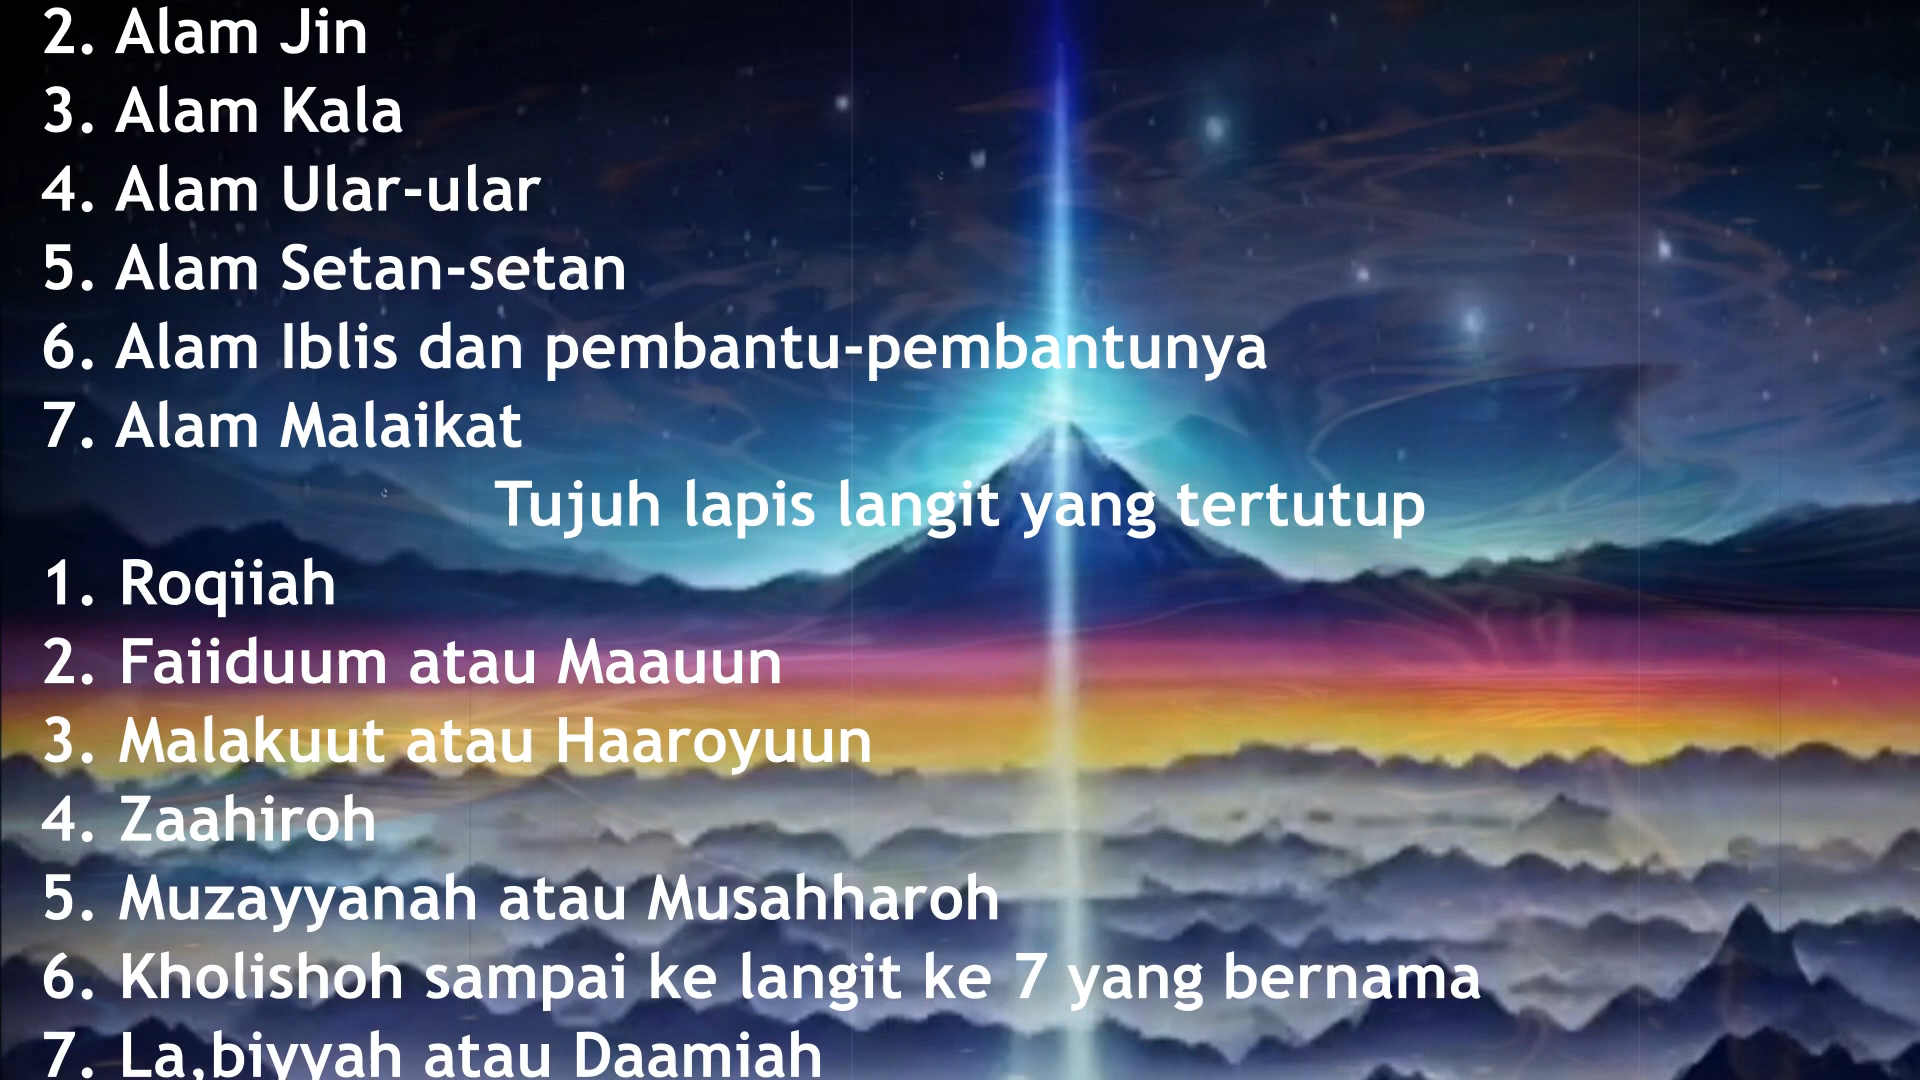 2. Alam Jin
3. Alam Kala
4. Alam Ular-ular
5. Alam Setan-setan
6. Alam Iblis dan pembantu-pembantunya
7. Alam Malaikat
Tujuh lapis langit yang tertutup
1. Roqiiah
2. Faiiduum atau Maauun
3. Malakuut atau Haaroyuun
4. Zaahiroh
5. Muzayyanah atau Musahharoh
6. Kholishoh sampai ke langit ke 7 yang bernama
7. La,biyyah atau Daamiah